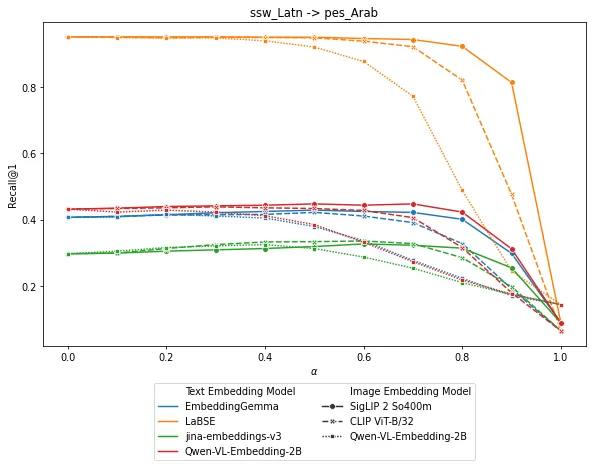 ssw_Latn -> pes_Arab
Recall@1
0.8
0.6
0.4
0.2
0.0 0.2 0.4 0.6 0.8 1.0
α
Text Embedding Model Image Embedding Model
EmbeddingGemma SigLIP 2 So400m
LaBSE CLIP ViT-B/32
jina-embeddings-v3 Qwen-VL-Embedding-2B
Qwen-VL-Embedding-2B